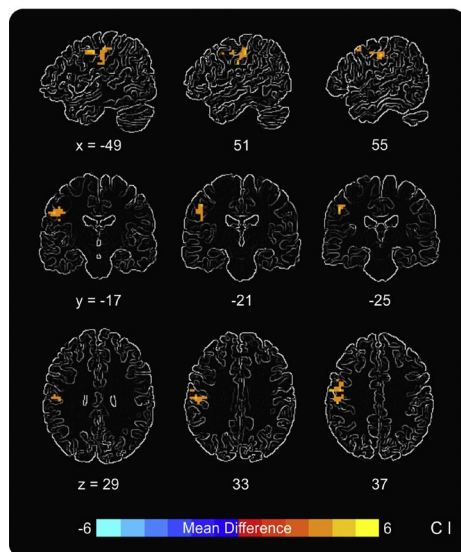 x = -49 51 55
y = -17 -21 -25
z = 29 33 37
-6 Mean Difference 6 C I